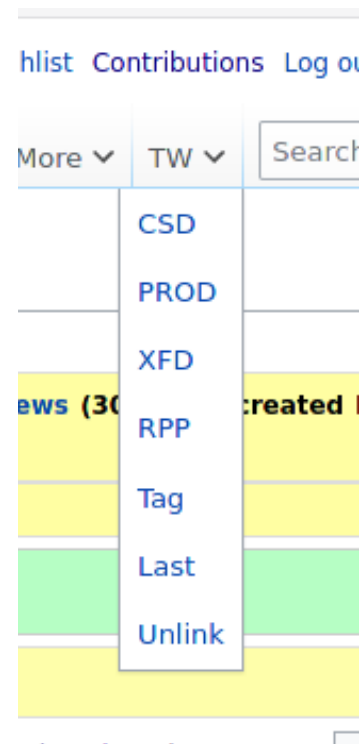 hlist Contributions Log ou
More TW Search
CSD
PROD
XFD
ews (30 created
RPP
Tag
Last
Unlink